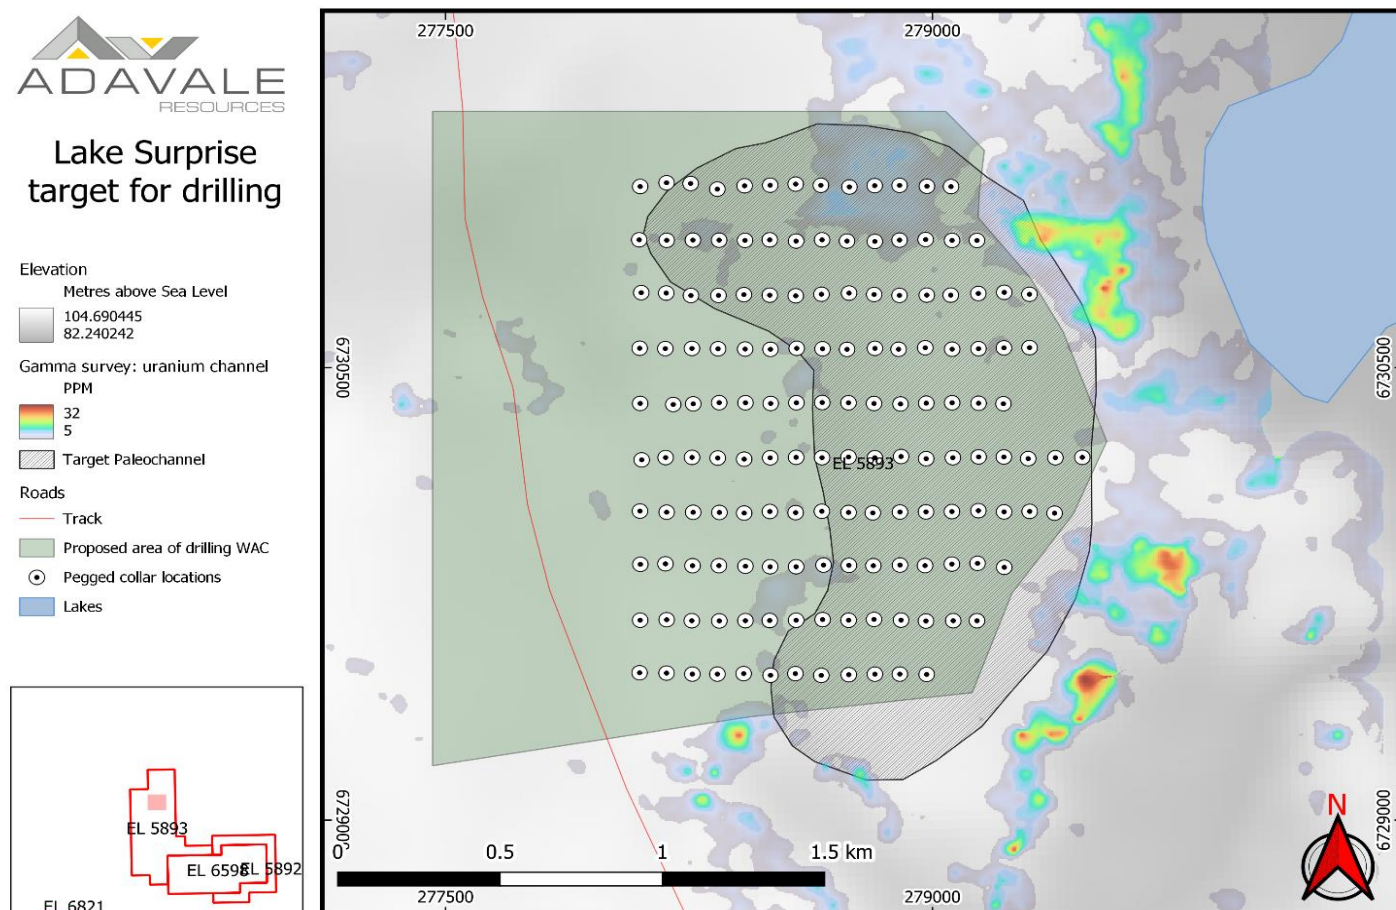 ADAVALE
RESOURCES
Lake Surprise
target for drilling
Elevation
Metres above Sea Level
104.690445
82.240242
Gamma survey: uranium channel
PPM
32
5
Target Paleochannel
Roads
Track
Proposed area of drilling WAC
Pegged collar locations
Lakes
EL 5893
EL 6598
EL 5892
EL 6821
277500
279000
6730500
6730500
EL 5893
6729000
6729000
N
0
0.5
1
1.5 km
277500
279000